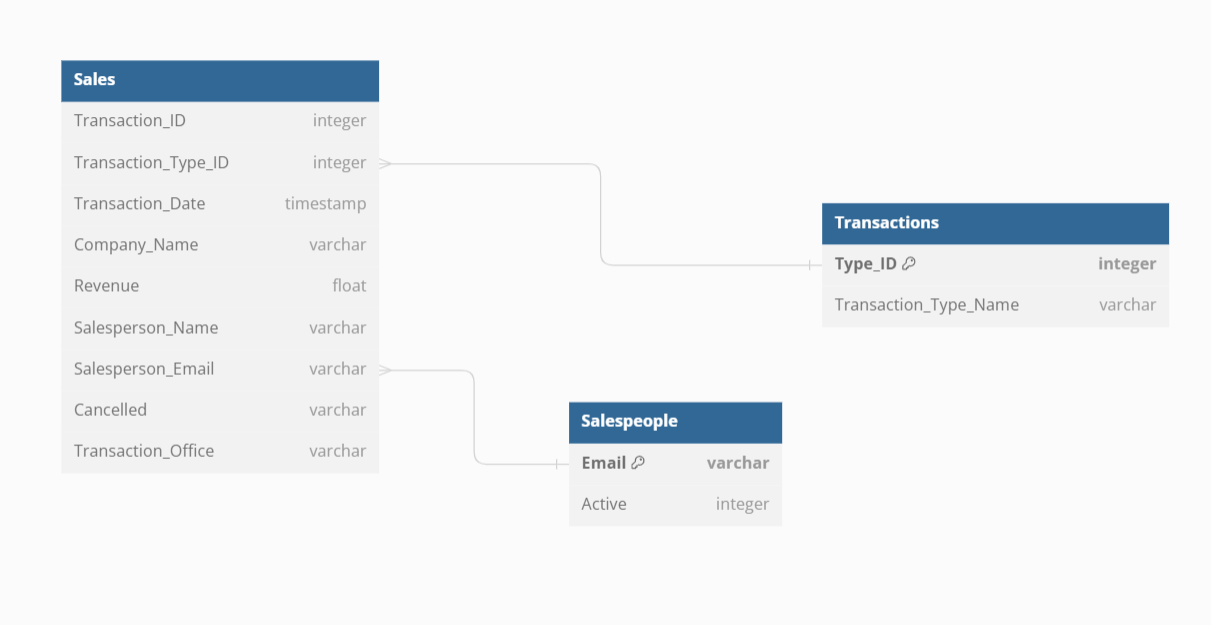 Sales
Transaction_ID integer
Transaction_Type_ID integer
Transaction_Date timestamp
Company_Name varchar
Revenue float
Salesperson_Name varchar
Salesperson_Email varchar
Cancelled varchar
Transaction_Office varchar
Transactions
Type_ID integer
Transaction_Type_Name varchar
Salespeople
Email varchar
Active integer